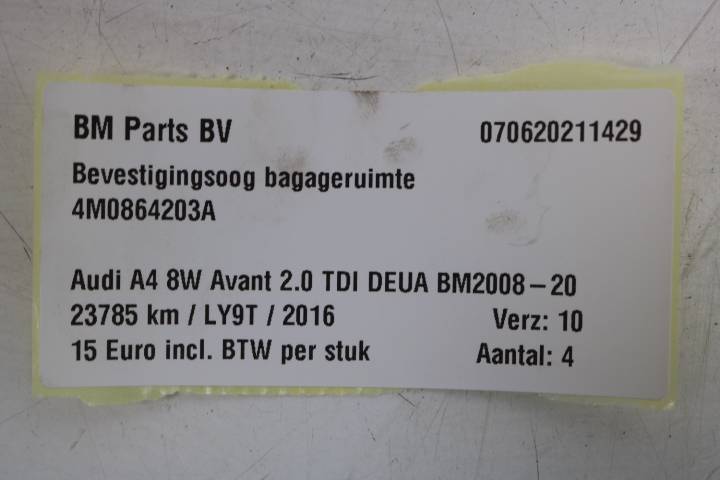 BM Parts BV 070620211429
Bevestigingsoog bagageruimte
4M0864203A
Audi A4 8W Avant 2.0 TDI DEUA BM2008-20
23785 km / LY9T / 2016 Verz: 10
15 Euro incl. BTW per stuk Aantal: 4